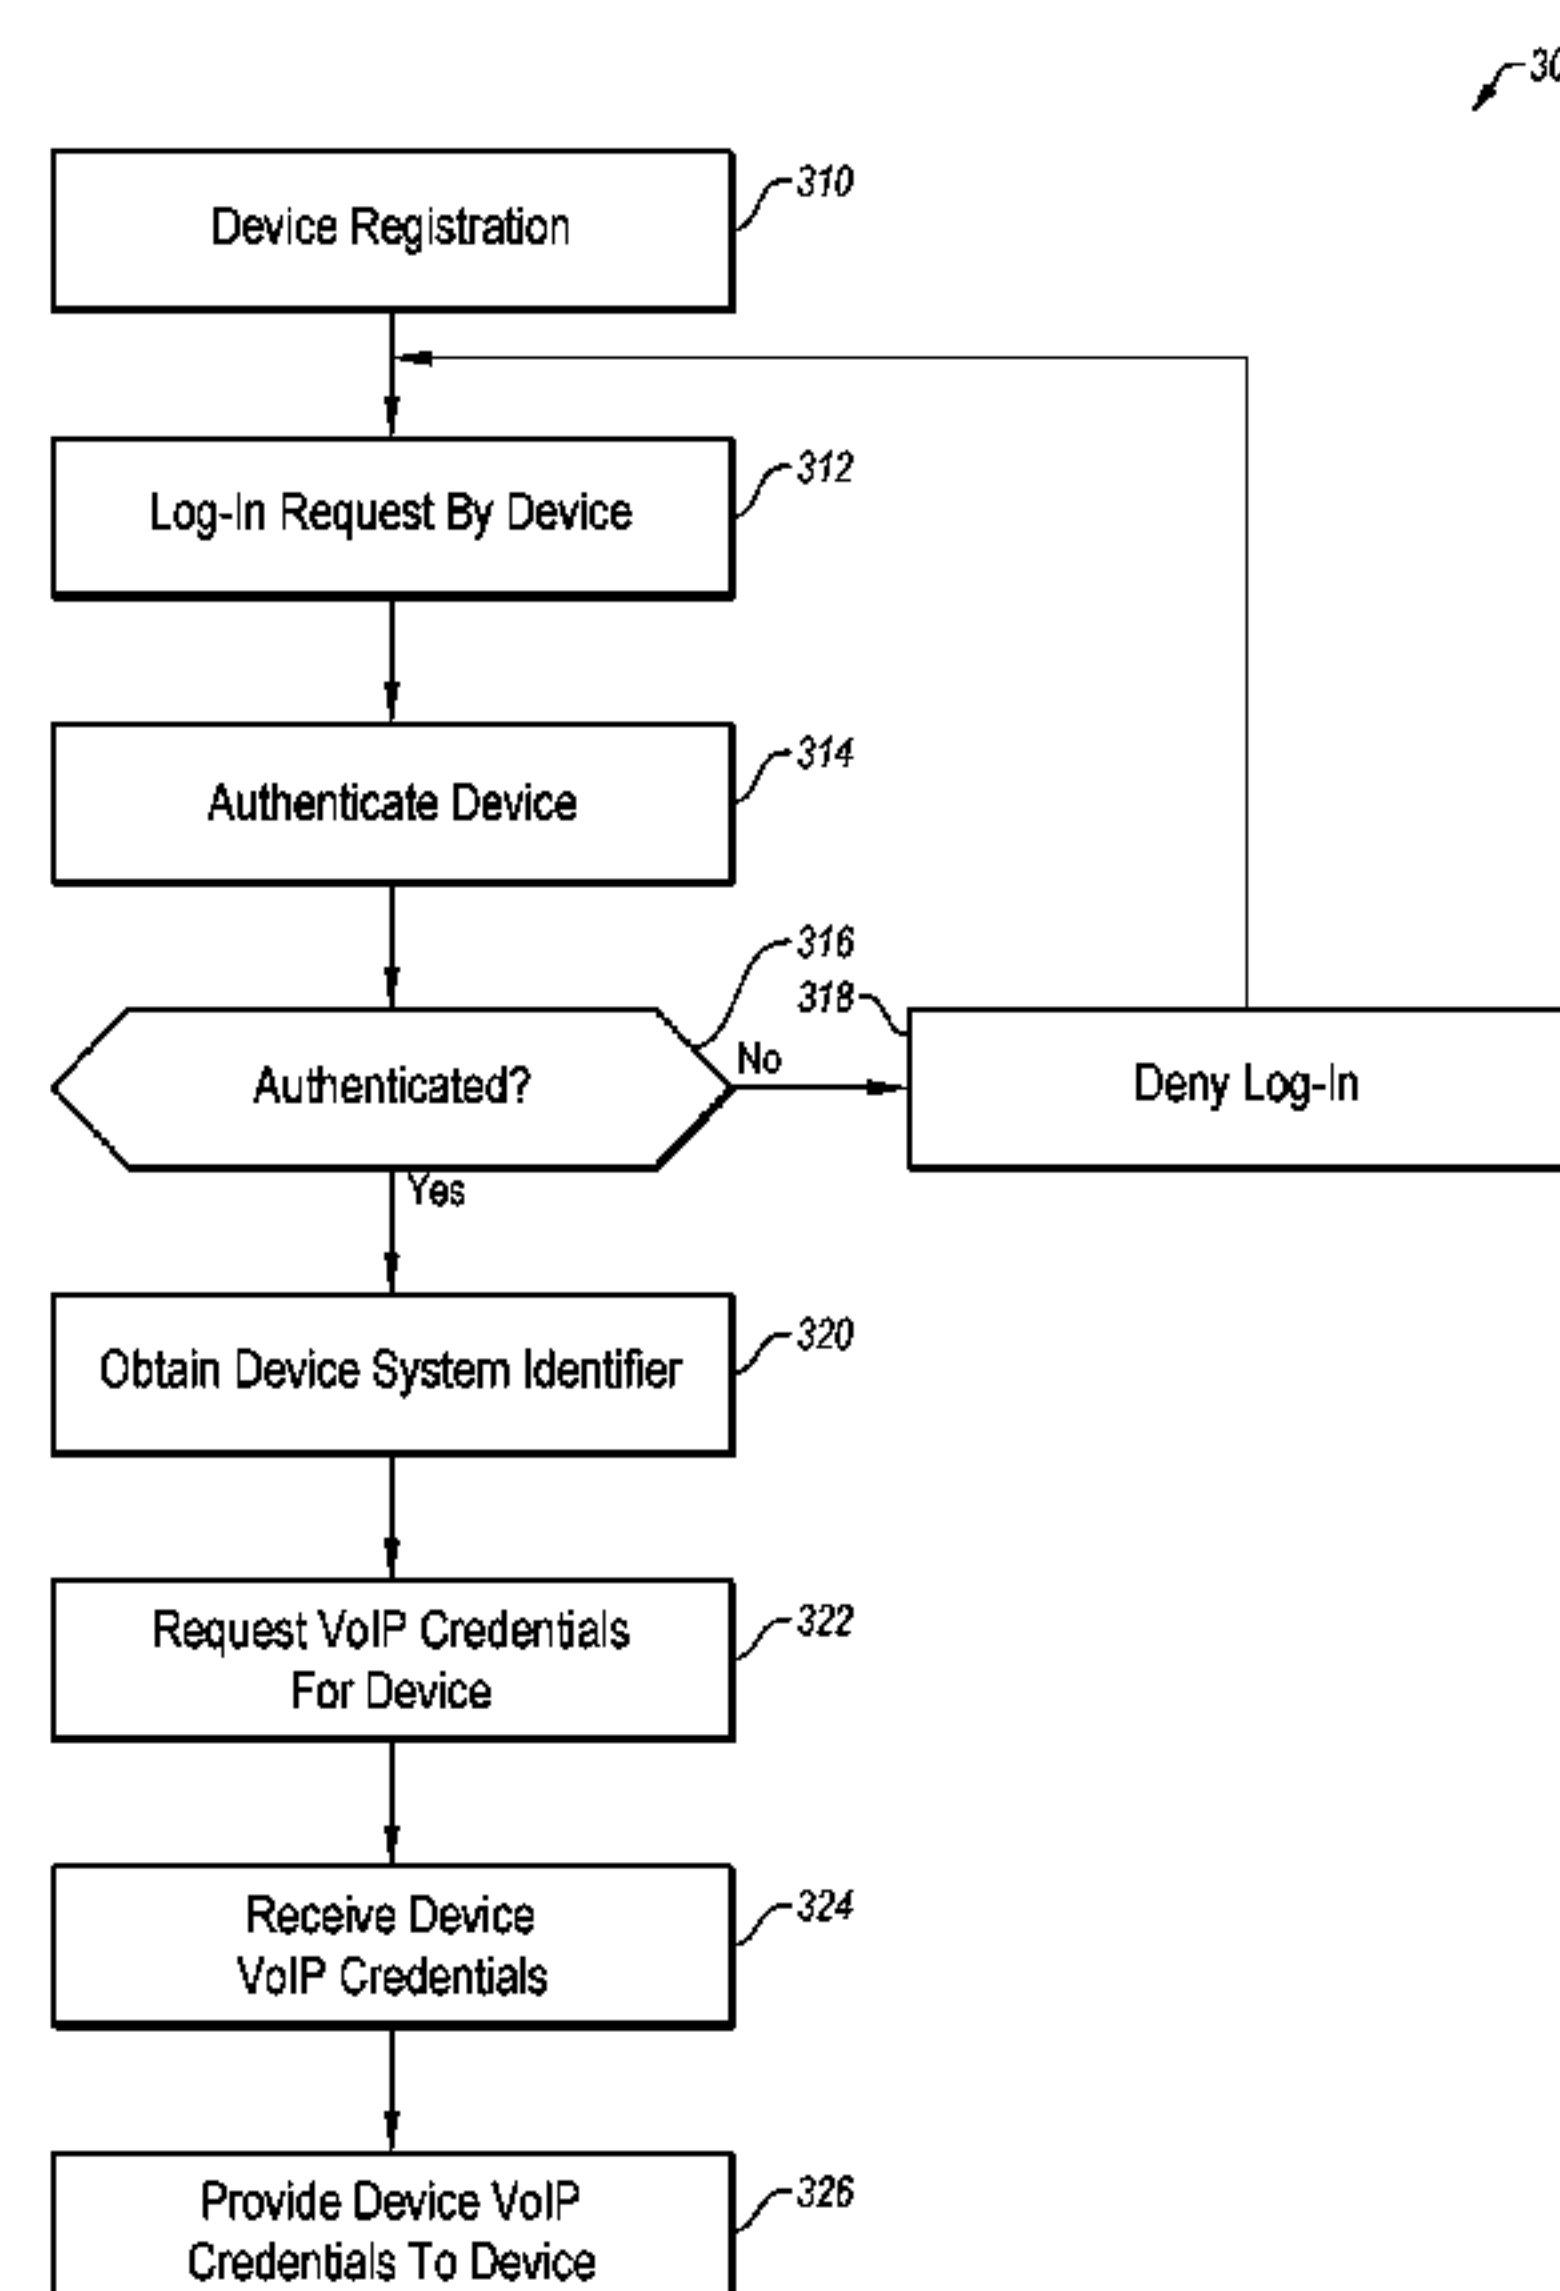 310
Device Registration
312
Log-In Request By Device
314
Authenticate Device
316
318
No
Authenticated?
Deny Log-In
Yes
320
Obtain Device System Identifier
322
Request VoIP Credentials
For Device
324
Receive Device
VoIP Credentials
326
Provide Device VoIP
Credentials To Device